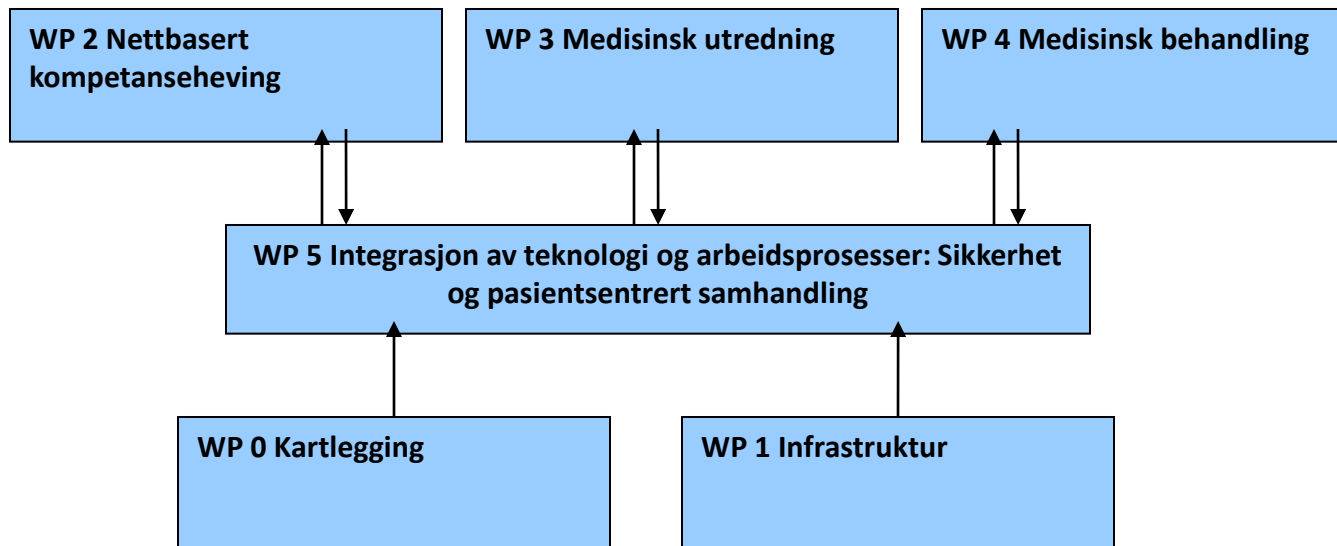 WP 2 Nettbasert
kompetanseheving
WP 3 Medisinsk utredning
WP 4 Medisinsk behandling
WP 5 Integrasjon av teknologi og arbeidsprosesser: Sikkerhet
og pasientsentrert samhandling
WP 0 Kartlegging
WP 1 Infrastruktur